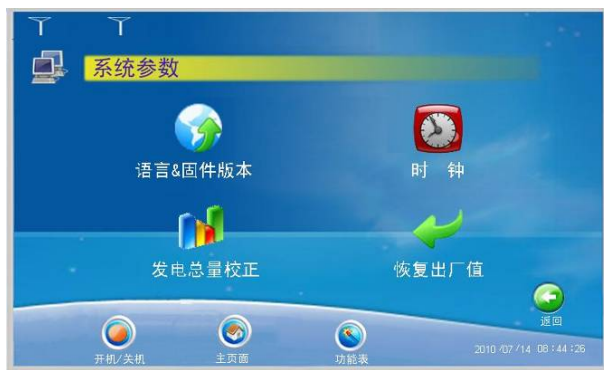 系统参数
语言&固件版本
时 钟
发电总量校正
恢复出厂值
返回
开机/关机
主页面
功能表
2010/07/14 08:44:26